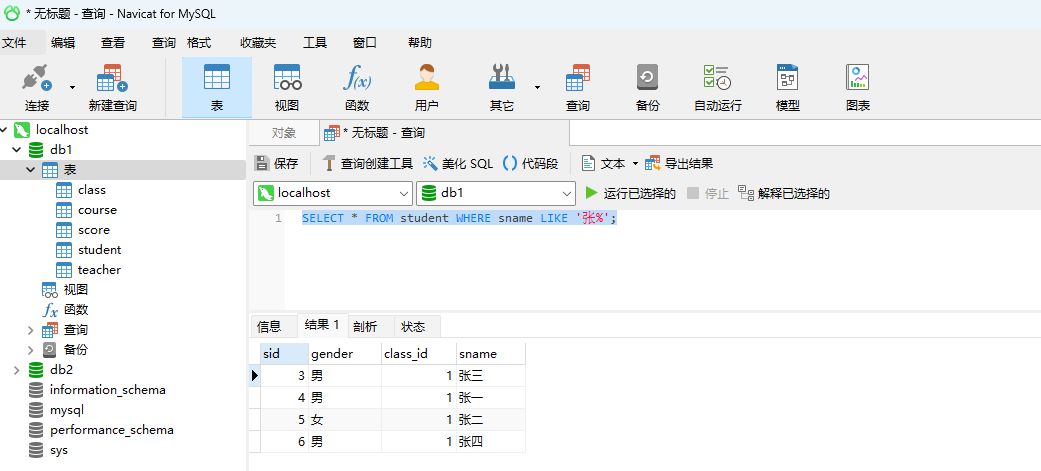 * 无标题 - 查询 - Navicat for MySQL
文件 编辑 查看 查询 格式 收藏夹 工具 窗口 帮助
连接 新建查询 表 视图 f(x) 函数 用户 其它 查询 备份 自动运行 模型 图表
localhost
db1
表
class
course
score
student
teacher
视图
fx 函数
查询
备份
db2
information_schema
mysql
performance_schema
sys
对象 * 无标题 - 查询
保存 查询创建工具 美化 SQL () 代码段 文本 导出结果
localhost db1 运行已选择的 停止 解释已选择的
1 SELECT * FROM student WHERE sname LIKE '张%';
信息 结果 1 剖析 状态
sid gender class_id sname
3 男 1 张三
4 男 1 张一
5 女 1 张二
6 男 1 张四